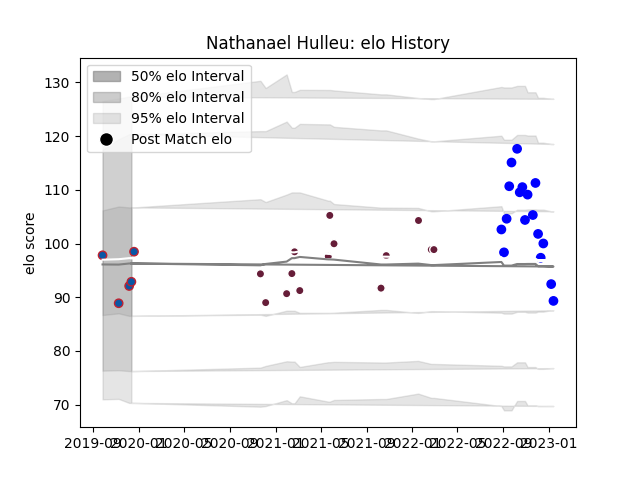 Nathanael Hulleu: elo History
130
120
110
100
90
80
70
elo score
50% elo Interval
80% elo Interval
95% elo Interval
Post Match elo
2019-09 2020-01 2020-05 2020-09 2021-01 2021-05 2021-09 2022-01 2022-05 2022-09 2023-01